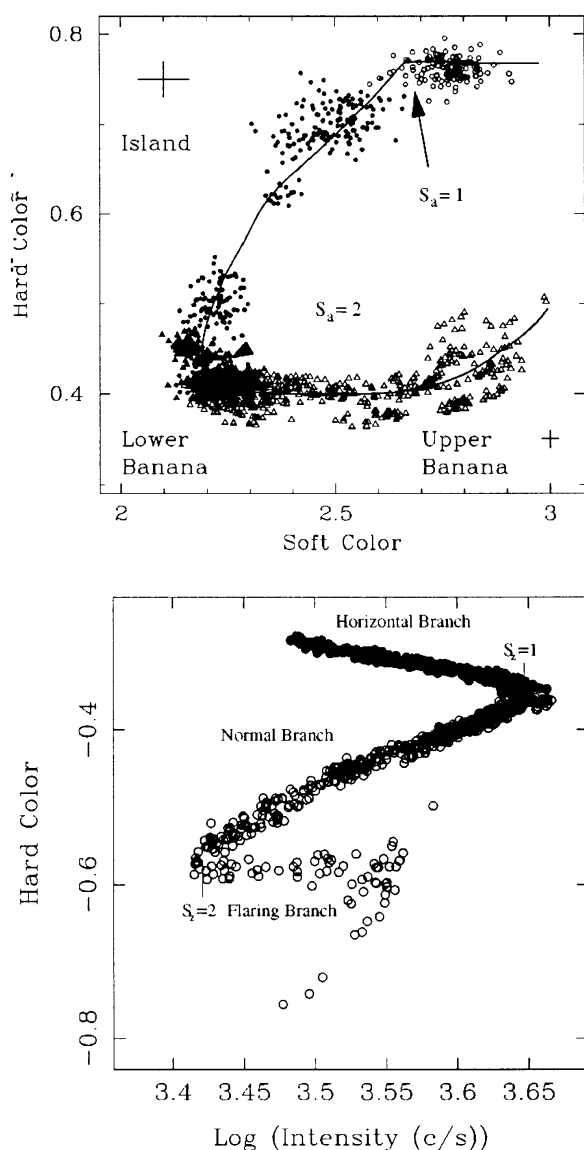 0.8
Island
S_a=1
0.6
Hard Color
S_a=2
0.4
Lower Banana
Upper Banana
2
2.5
3
Soft Color
Horizontal Branch
S_z=1
−0.4
Normal Branch
Hard Color
−0.6
S_z=2 Flaring Branch
−0.8
3.4
3.45
3.5
3.55
3.6
3.65
Log (Intensity (c/s))